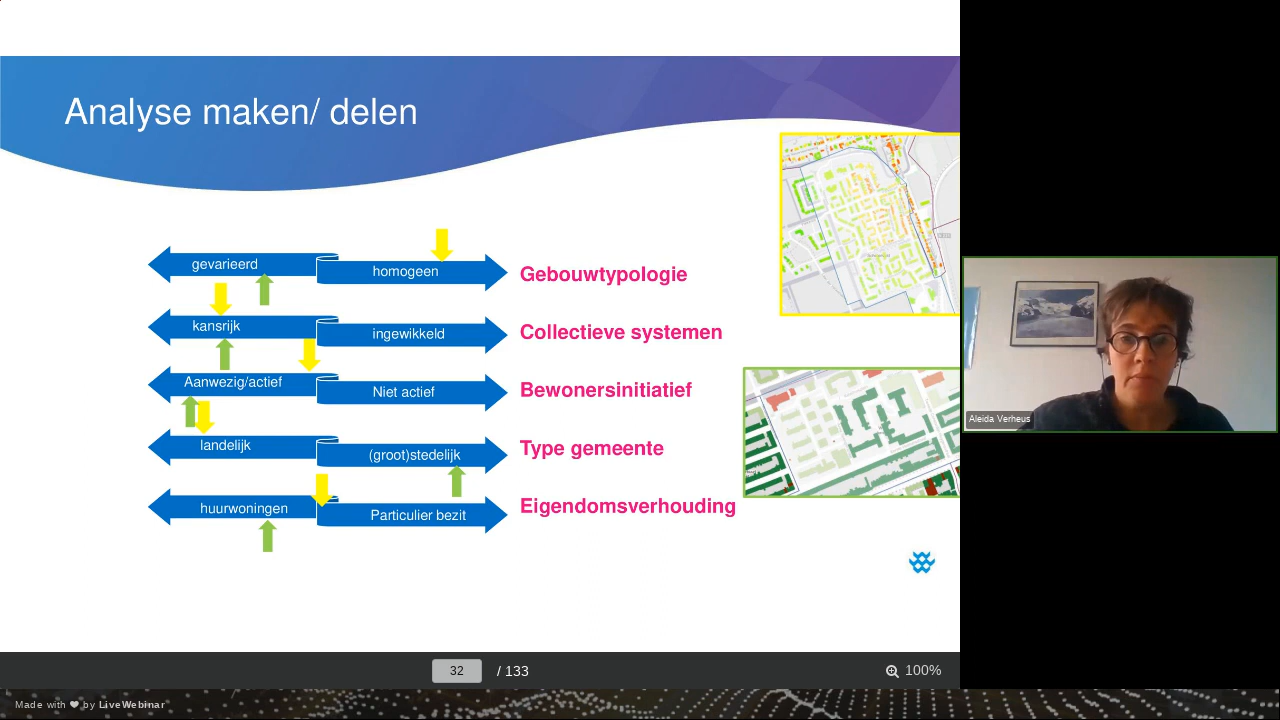 Analyse maken/ delen
gevarieerd
homogeen
Gebouwtypologie
kansrijk
ingewikkeld
Collectieve systemen
Aanwezig/actief
Niet actief
Bewonersinitiatief
landelijk
(groot)stedelijk
Type gemeente
huurwoningen
Particulier bezit
Eigendomsverhouding
Aleida Verheus
32 / 133
100%
Made with ❤ by LiveWebinar